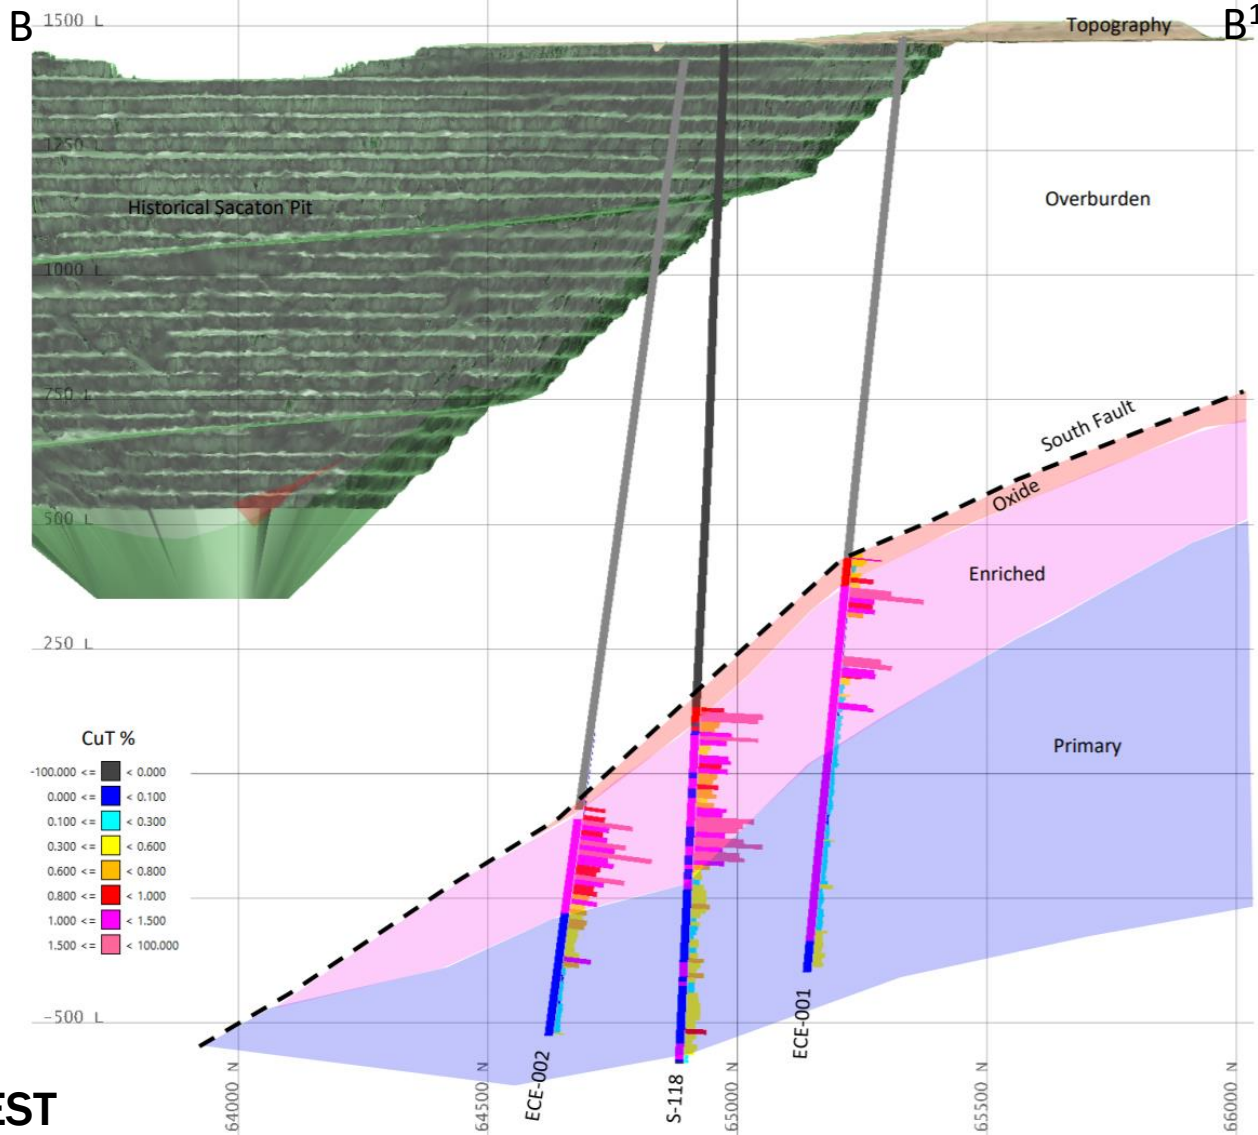 B
1500 L
Topography
B1
1250 L
Overburden
Historical Sacaton Pit
1000 L
750 L
South Fault
Oxide
500 L
Enriched
250 L
Primary
CuT %
-100.000 <= < 0.000
0.000 <= < 0.100
0.100 <= < 0.300
0.300 <= < 0.600
0.600 <= < 0.800
0.800 <= < 1.000
1.000 <= < 1.500
1.500 <= < 100.000
-500 L
ECE-002
S-118
ECE-001
64000 N
64500 N
65000 N
65500 N
66000 N
EST